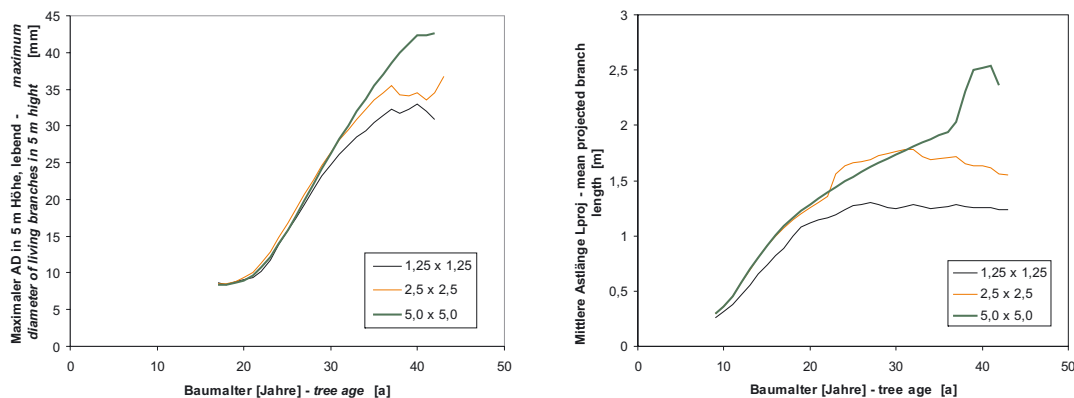 Maximaler AD in 5 m Höhe, lebend - maximum
diameter of living branches in 5 m hight [mm]
45
40
35
30
25
20
15
10
5
0
0
10
20
30
40
50
1,25 x 1,25
2,5 x 2,5
5,0 x 5,0
Baumalter [Jahre] - tree age [a]
Mittlere Astlänge Lproj - mean projected branch
length [m]
3
2,5
2
1,5
1
0,5
0
0
10
20
30
40
50
1,25 x 1,25
2,5 x 2,5
5,0 x 5,0
Baumalter [Jahre] - tree age [a]